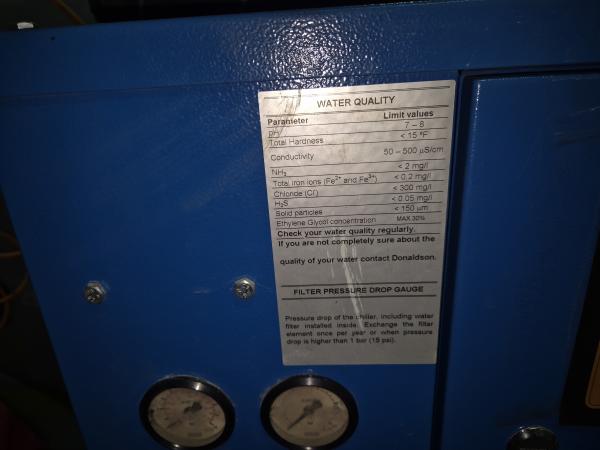 WATER QUALITY
Parameter Limit values
pH 7 – 8
Total Hardness < 15 °F
Conductivity 50 – 500 µS/cm
NH₃ < 2 mg/l
Total iron ions (Fe²⁺ and Fe³⁺) < 0.2 mg/l
Chloride (Cl⁻) < 300 mg/l
H₂S < 0.05 mg/l
Solid particles < 150 µm
Ethylene Glycol concentration MAX 30%
Check your water quality regularly.
If you are not completely sure about the
quality of your water contact Donaldson.
FILTER PRESSURE DROP GAUGE
Pressure drop of the chiller, including water
filter installed inside. Exchange the filter
element once per year or when pressure
drop is higher than 1 bar (15 psi).